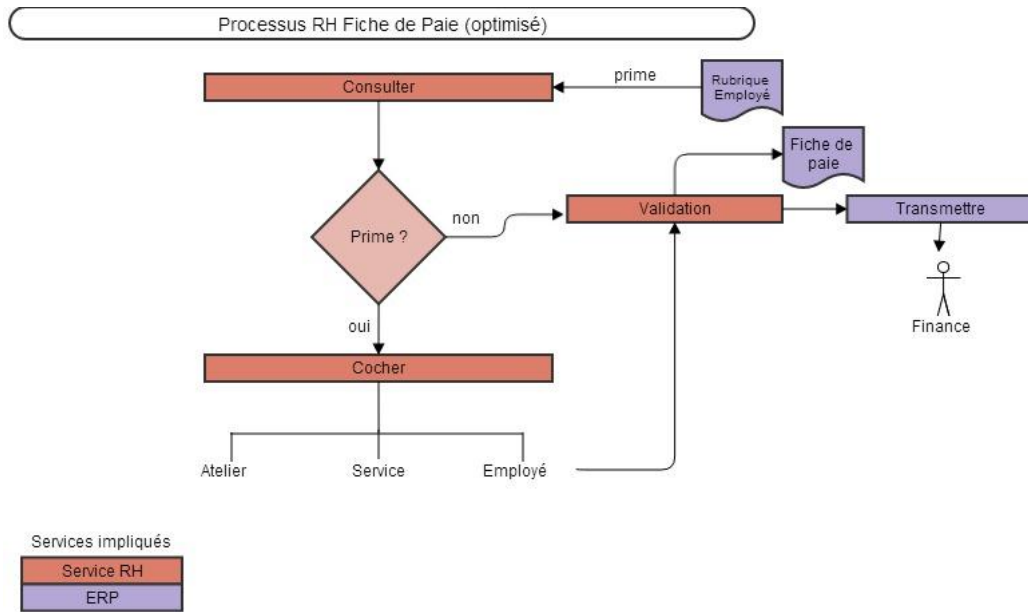 Processus RH Fiche de Paie (optimisé)
Consulter
prime
Rubrique
Employé
Fiche de
paie
Prime ?
non
Validation
Transmettre
Finance
oui
Cocher
Atelier
Service
Employé
Services impliqués
Service RH
ERP